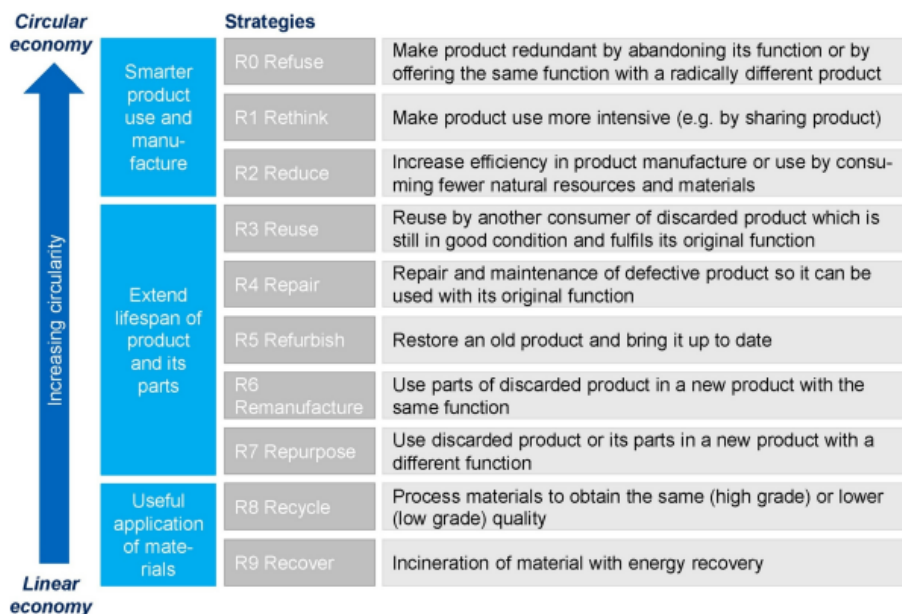 Circular
economy
Strategies
Increasing circularity
Smarter
product
use and
manu-
facture
R0 Refuse
Make product redundant by abandoning its function or by
offering the same function with a radically different product
R1 Rethink
Make product use more intensive (e.g. by sharing product)
R2 Reduce
Increase efficiency in product manufacture or use by consu-
ming fewer natural resources and materials
Extend
lifespan of
product
and its
parts
R3 Reuse
Reuse by another consumer of discarded product which is
still in good condition and fulfils its original function
R4 Repair
Repair and maintenance of defective product so it can be
used with its original function
R5 Refurbish
Restore an old product and bring it up to date
R6
Remanufacture
Use parts of discarded product in a new product with the
same function
R7 Repurpose
Use discarded product or its parts in a new product with a
different function
Useful
application
of mate-
rials
R8 Recycle
Process materials to obtain the same (high grade) or lower
(low grade) quality
R9 Recover
Incineration of material with energy recovery
Linear
economy